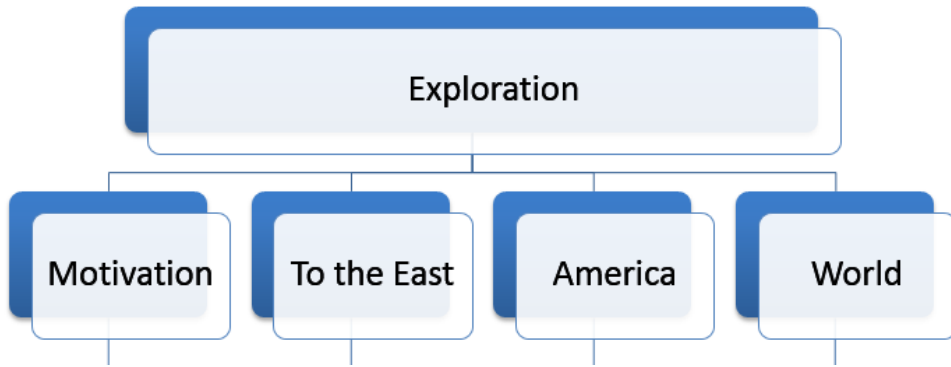 Exploration
Motivation
To the East
America
World